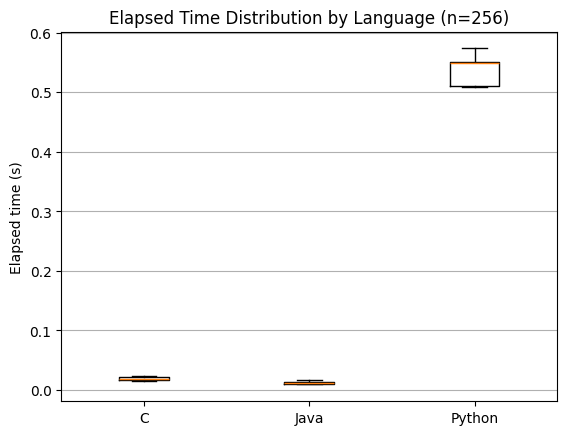 Elapsed Time Distribution by Language (n=256)
Elapsed time (s)
0.6
0.5
0.4
0.3
0.2
0.1
0.0
C
Java
Python